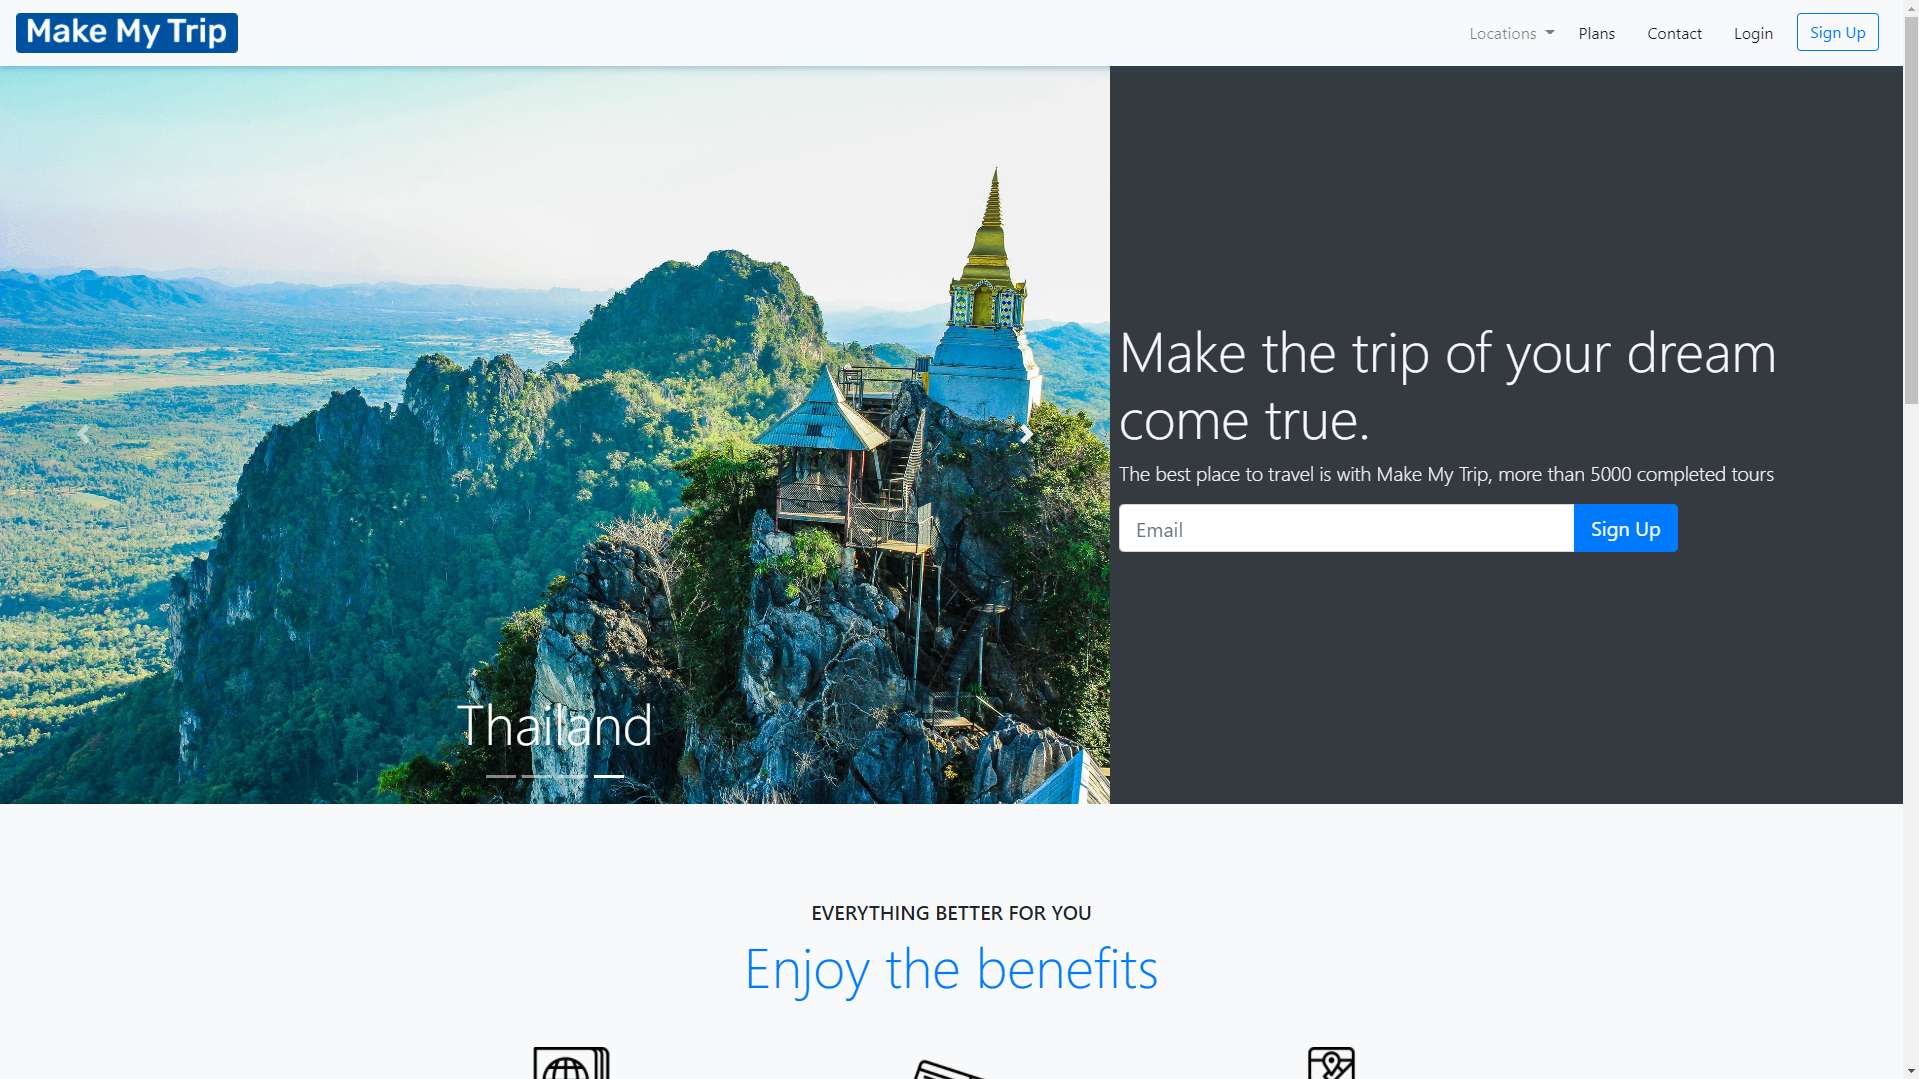 Make My Trip
Locations
Plans
Contact
Login
Sign Up
Make the trip of your dream
come true.
The best place to travel is with Make My Trip, more than 5000 completed tours
Email
Sign Up
Thailand
EVERYTHING BETTER FOR YOU
Enjoy the benefits